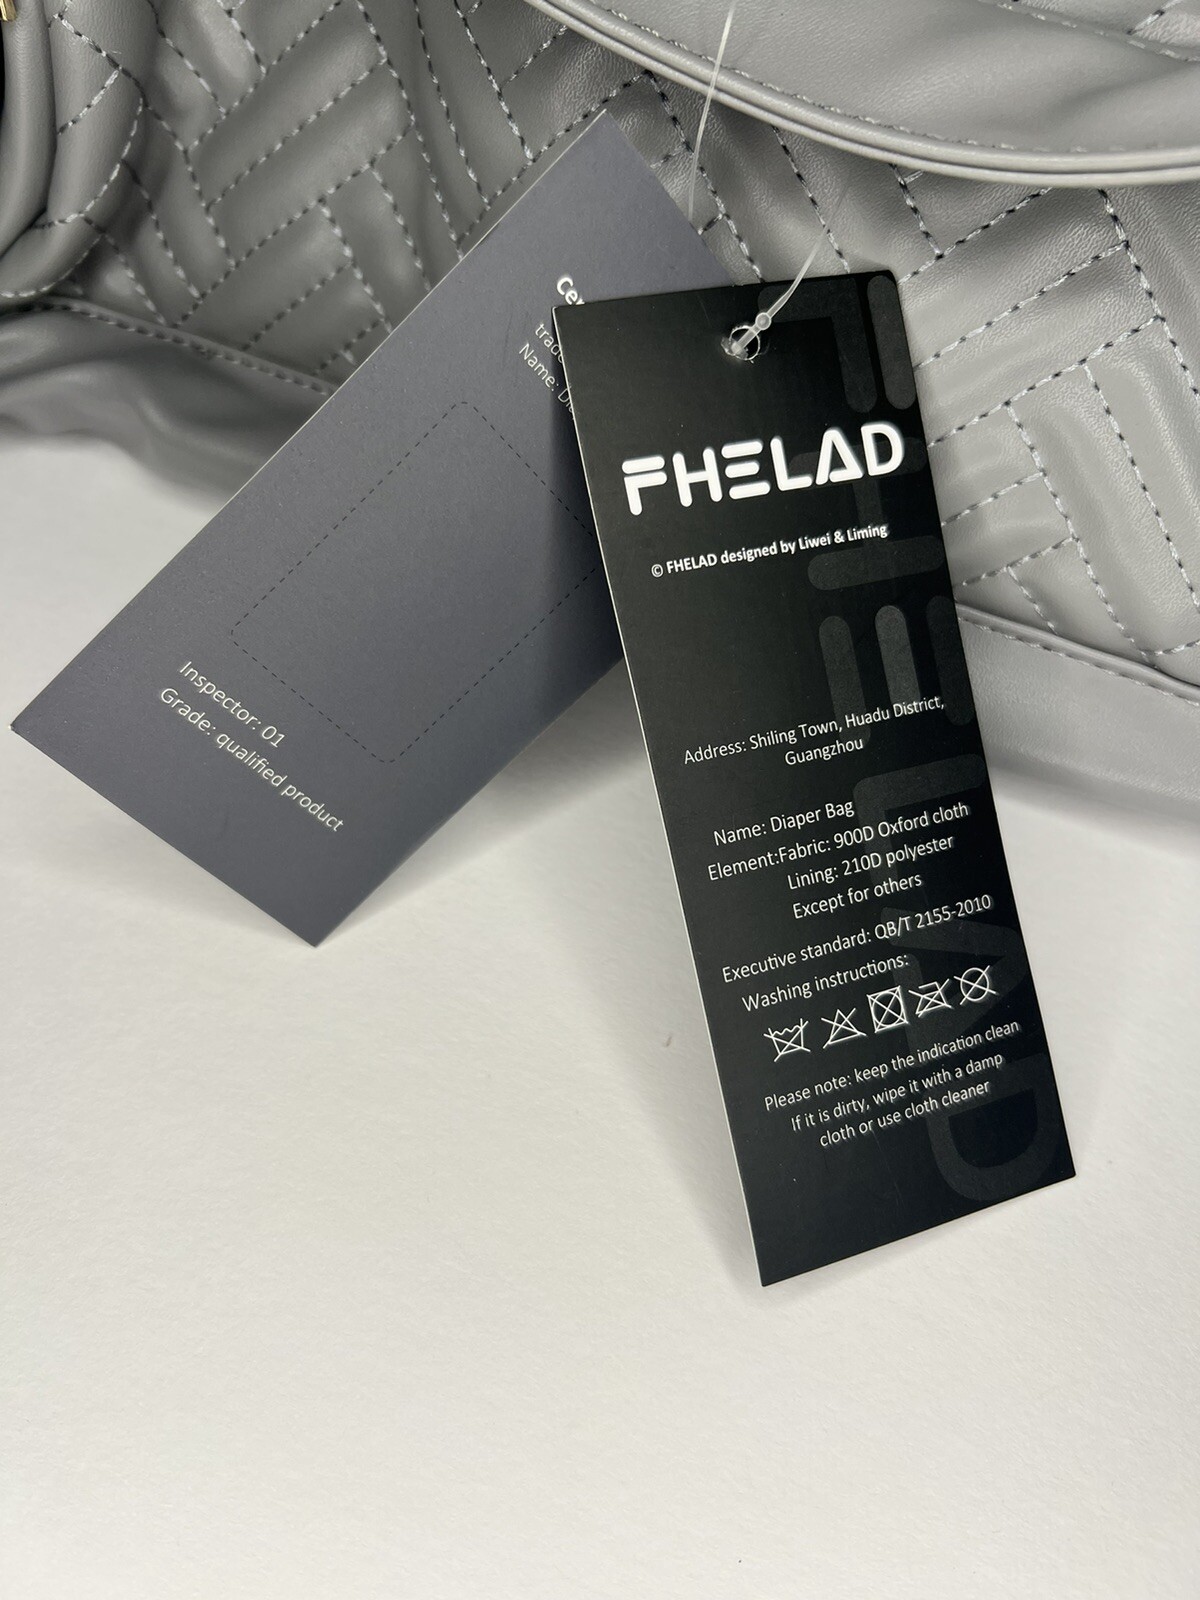 Name:
Inspector: 01
Grade: qualified product
FHELAD
© FHELAD designed by Liwei & Liming
Address: Shiling Town, Huadu District,
Guangzhou
Name: Diaper Bag
Element:Fabric: 900D Oxford cloth
Lining: 210D polyester
Except for others
Executive standard: QB/T 2155-2010
Washing instructions:
Please note: keep the indication clean
If it is dirty, wipe it with a damp
cloth or use cloth cleaner